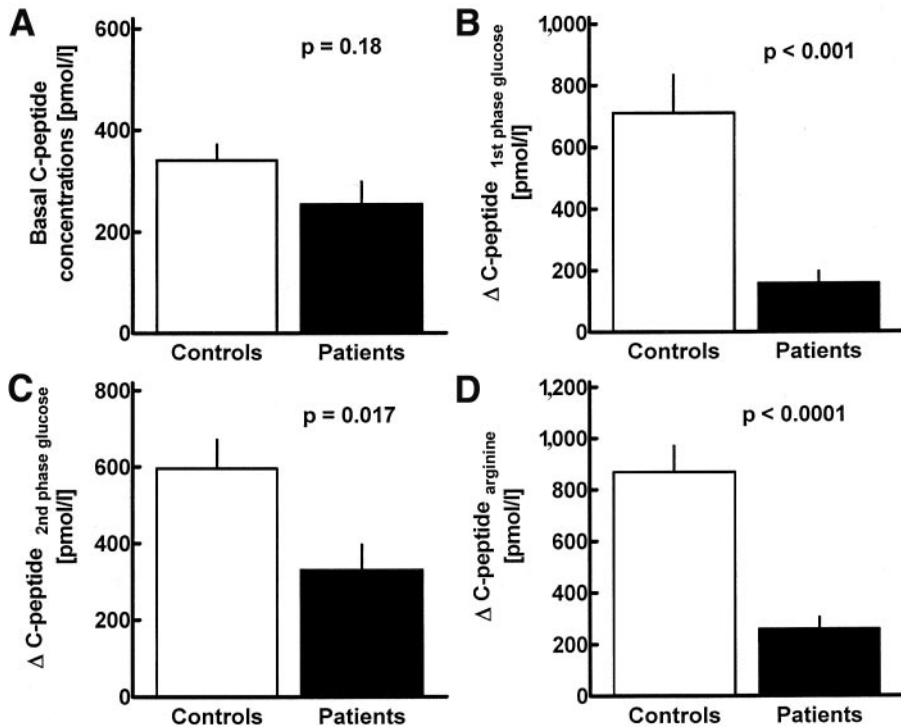 A
Basal C-peptide
concentrations [pmol/l]
600
400
200
0
p = 0.18
Controls
Patients
B
Δ C-peptide 1st phase glucose
[pmol/l]
1,000
800
600
400
200
0
p < 0.001
Controls
Patients
C
Δ C-peptide 2nd phase glucose
[pmol/l]
800
600
400
200
0
p = 0.017
Controls
Patients
D
Δ C-peptide arginine
[pmol/l]
1,200
1,000
800
600
400
200
0
p < 0.0001
Controls
Patients